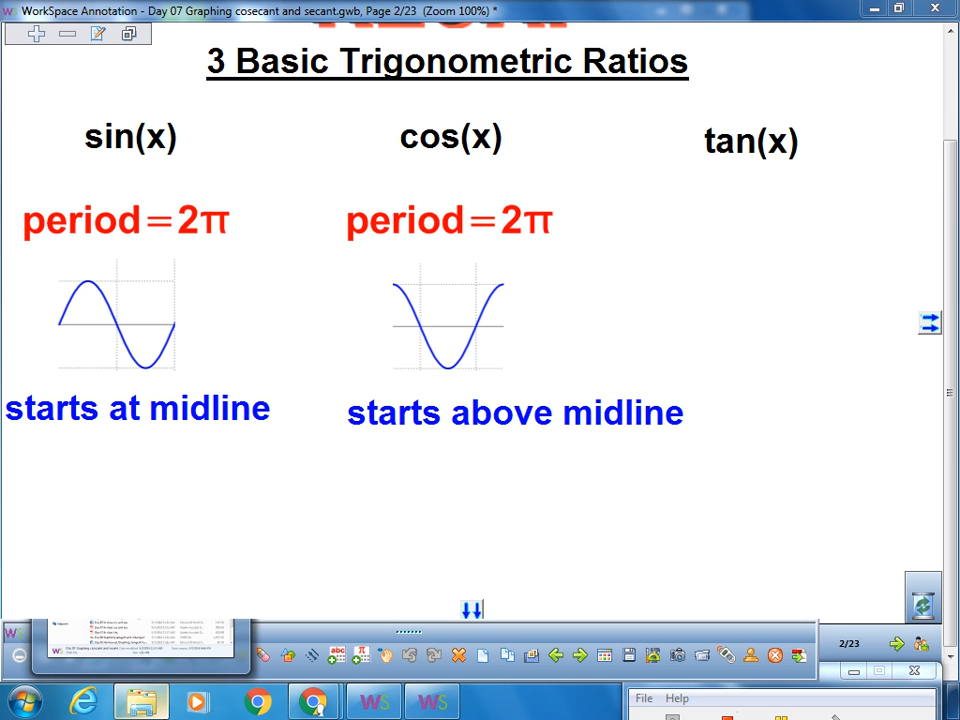 WorkSpace Annotation - Day 07 Graphing cosecant and secant.gwb, Page 2/23 (Zoom 100%) *
3 Basic Trigonometric Ratios
sin(x) cos(x) tan(x)
period = 2π period = 2π
starts at midline starts above midline
abc
π
2/23
File Help